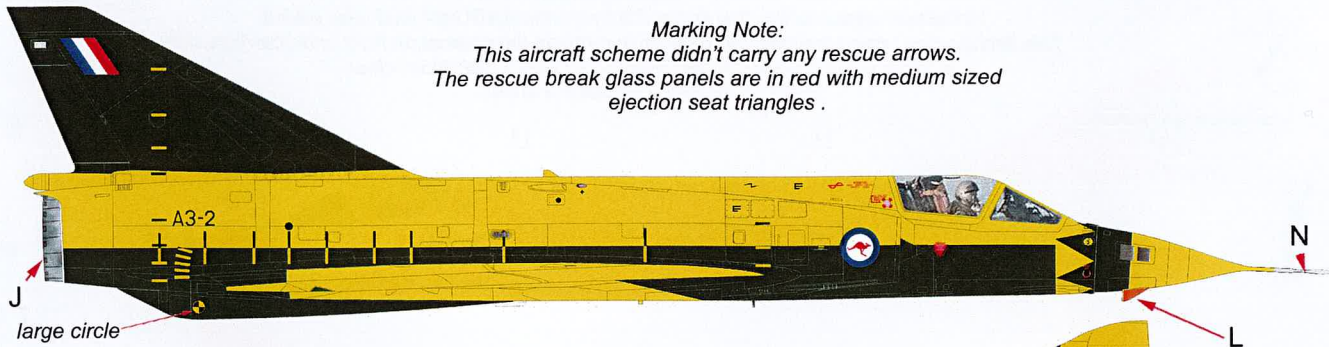 Marking Note:
This aircraft scheme didn't carry any rescue arrows.
The rescue break glass panels are in red with medium sized
ejection seat triangles .
A3-2
N
J
large circle
L